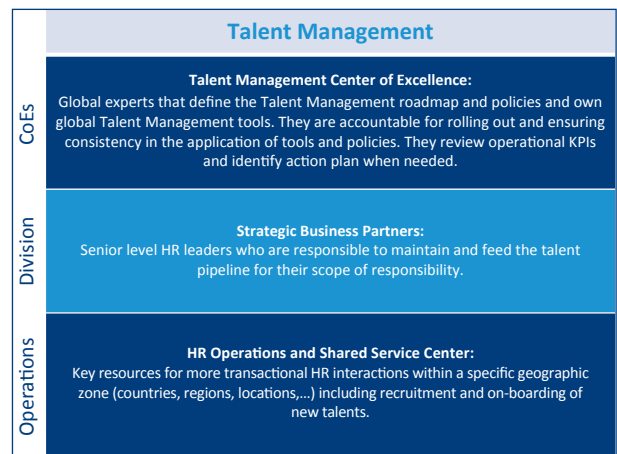 Talent Management
CoEs
Talent Management Center of Excellence:
Global experts that define the Talent Management roadmap and policies and own
global Talent Management tools. They are accountable for rolling out and ensuring
consistency in the application of tools and policies. They review operational KPIs
and identify action plan when needed.
Division
Strategic Business Partners:
Senior level HR leaders who are responsible to maintain and feed the talent
pipeline for their scope of responsibility.
Operations
HR Operations and Shared Service Center:
Key resources for more transactional HR interactions within a specific geographic
zone (countries, regions, locations,...) including recruitment and on-boarding of
new talents.